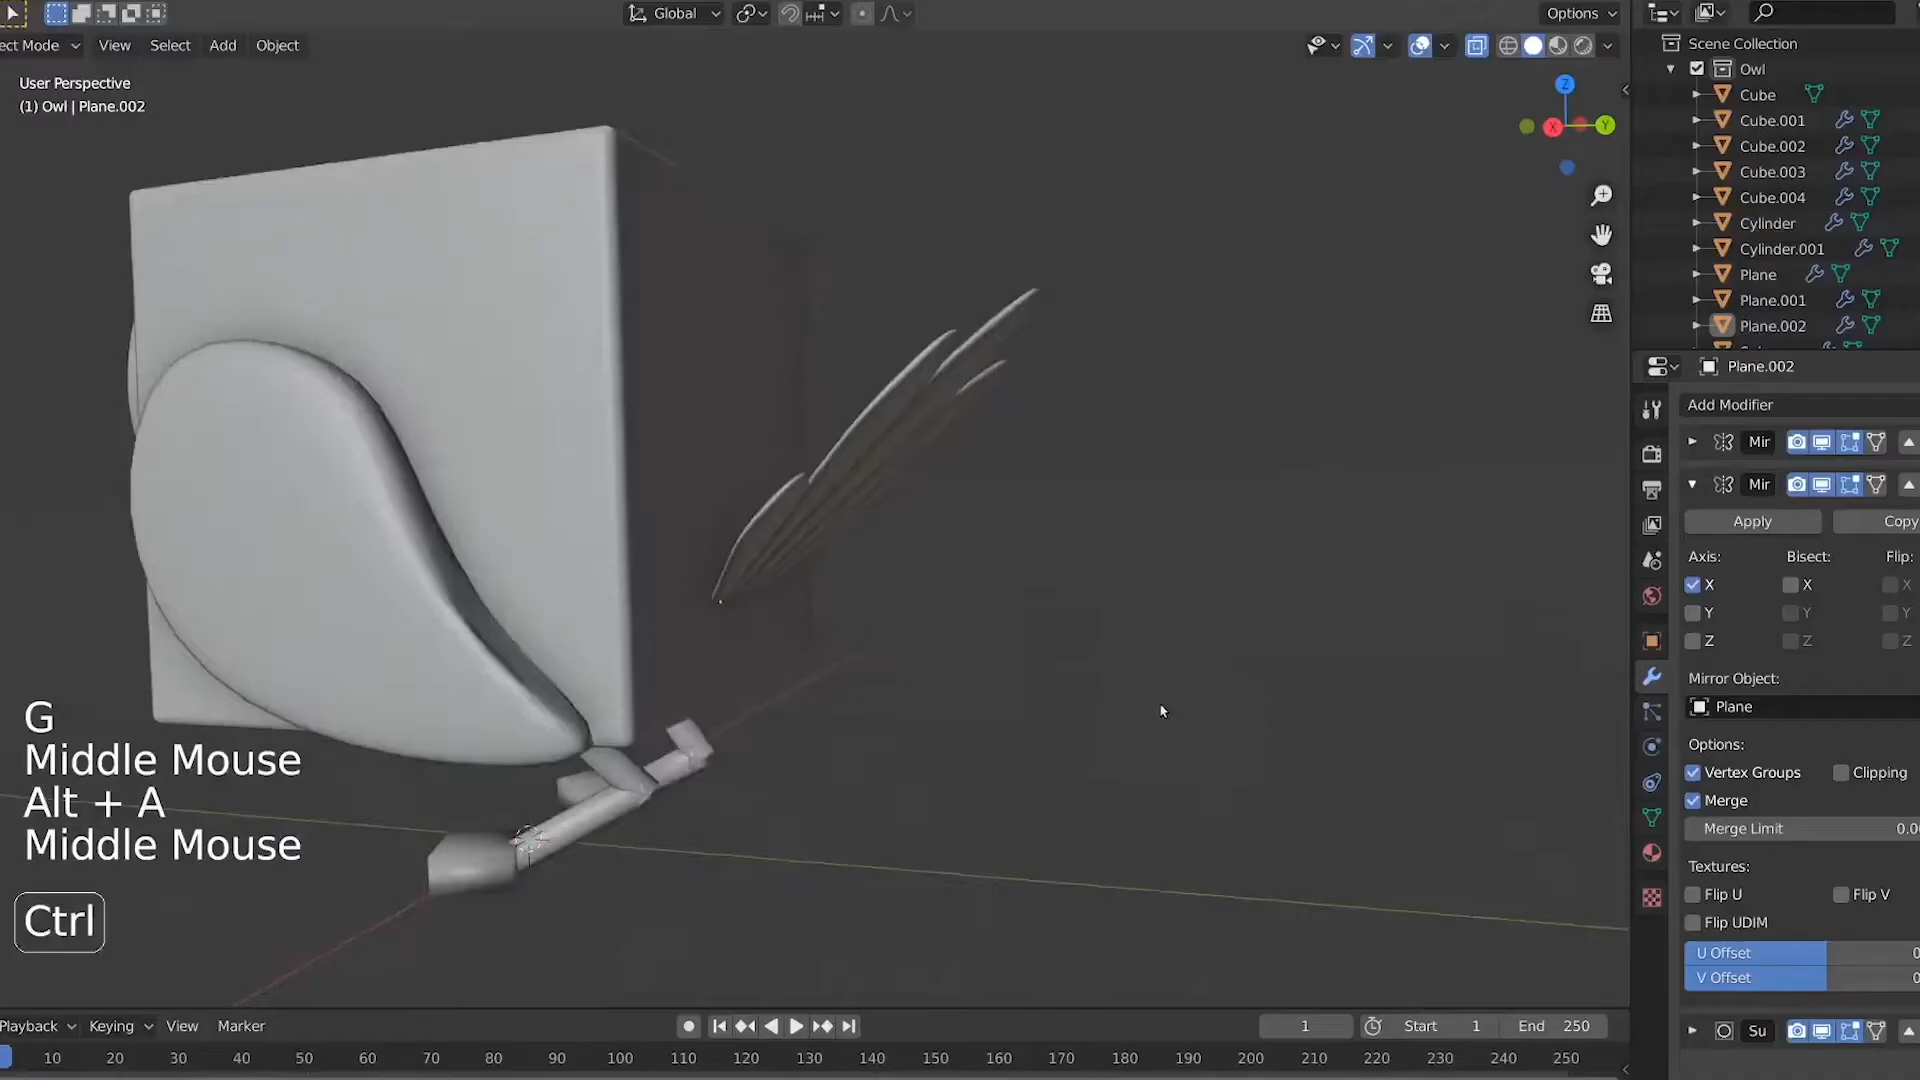 Global
Options
ect Mode
View
Select
Add
Object
User Perspective
(1) Owl | Plane.002
Z
X
Y
Scene Collection
Owl
Cube
Cube.001
Cube.002
Cube.003
Cube.004
Cylinder
Cylinder.001
Plane
Plane.001
Plane.002
Plane.002
Add Modifier
Mir
Mir
Apply
Copy
Axis:
Bisect:
Flip:
X
X
X
Y
Y
Y
Z
Z
Z
Mirror Object:
Plane
Options:
Vertex Groups
Clipping
Merge
Merge Limit
0.0
Textures:
Flip U
Flip V
Flip UDIM
U Offset
0
V Offset
0
Su
G
Middle Mouse
Alt + A
Middle Mouse
Ctrl
Playback
Keying
View
Marker
1
Start 1
End 250
10 20 30 40 50 60 70 80 90 100 110 120 130 140 150 160 170 180 190 200 210 220 230 240 250